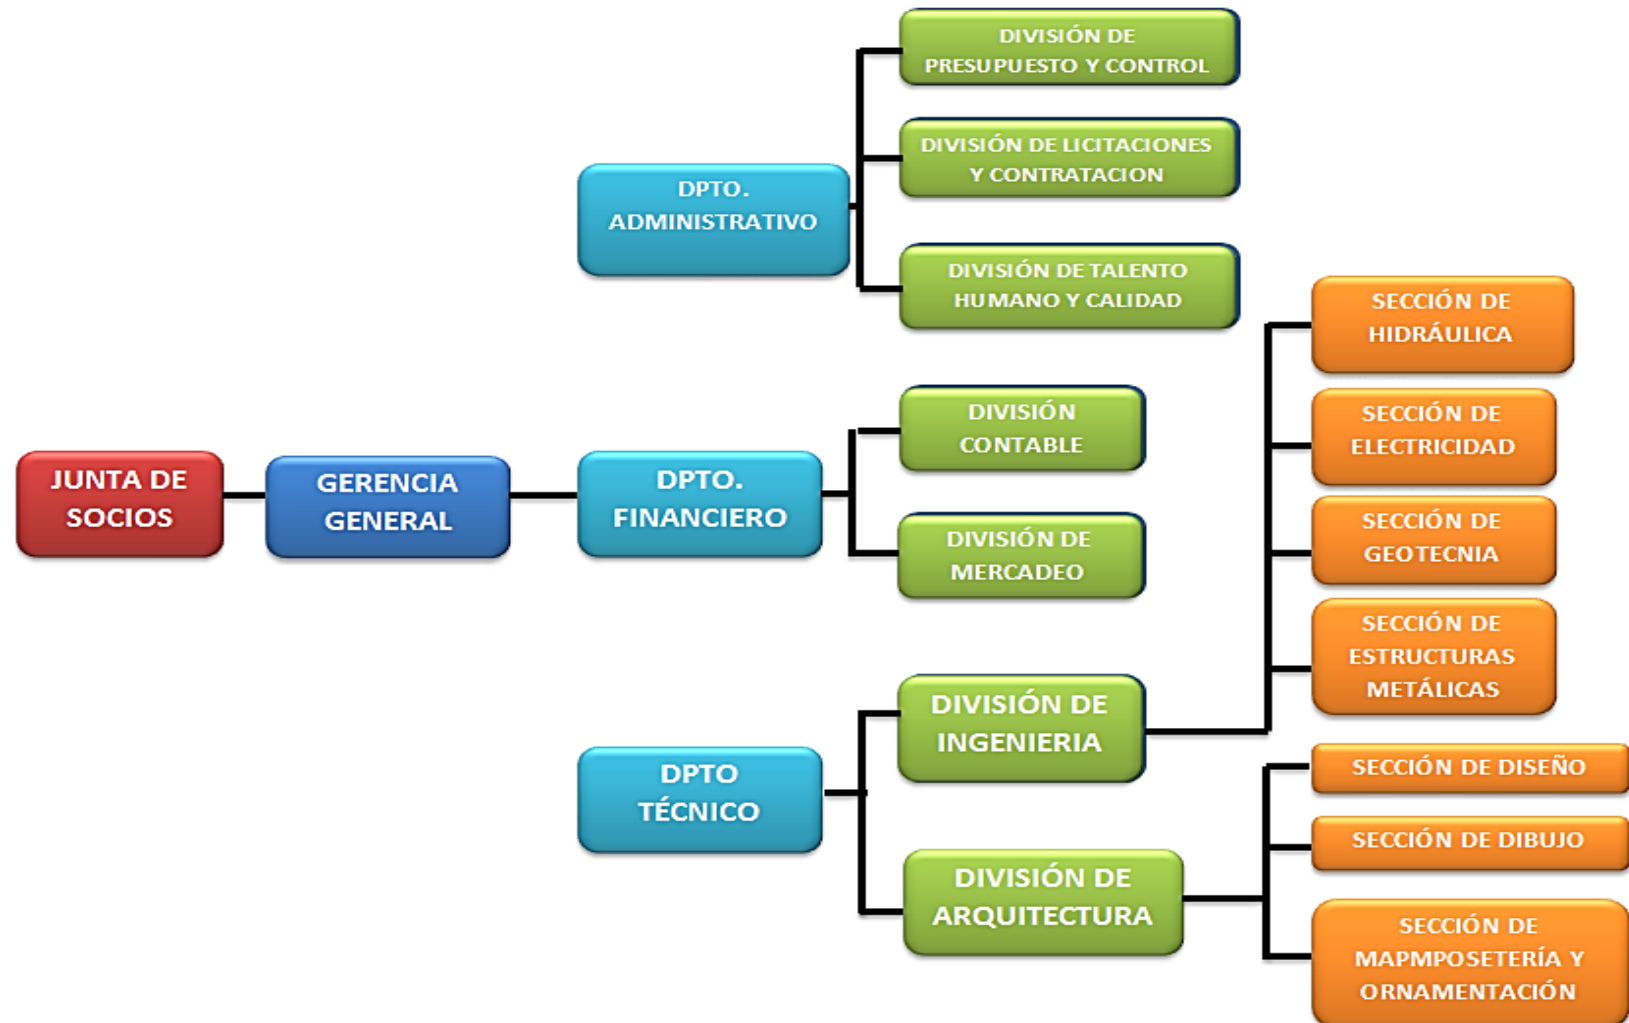 JUNTA DE
SOCIOS
GERENCIA
GENERAL
DPTO.
ADMINISTRATIVO
DIVISIÓN DE
PRESUPUESTO Y CONTROL
DIVISIÓN DE LICITACIONES
Y CONTRATACION
DIVISIÓN DE TALENTO
HUMANO Y CALIDAD
DPTO.
FINANCIERO
DIVISIÓN
CONTABLE
DIVISIÓN DE
MERCADEO
DPTO
TÉCNICO
DIVISIÓN DE
INGENIERIA
SECCIÓN DE
HIDRÁULICA
SECCIÓN DE
ELECTRICIDAD
SECCIÓN DE
GEOTECNIA
SECCIÓN DE
ESTRUCTURAS
METÁLICAS
DIVISIÓN DE
ARQUITECTURA
SECCIÓN DE DISEÑO
SECCIÓN DE DIBUJO
SECCIÓN DE
MAPMPOSETERÍA Y
ORNAMENTACIÓN